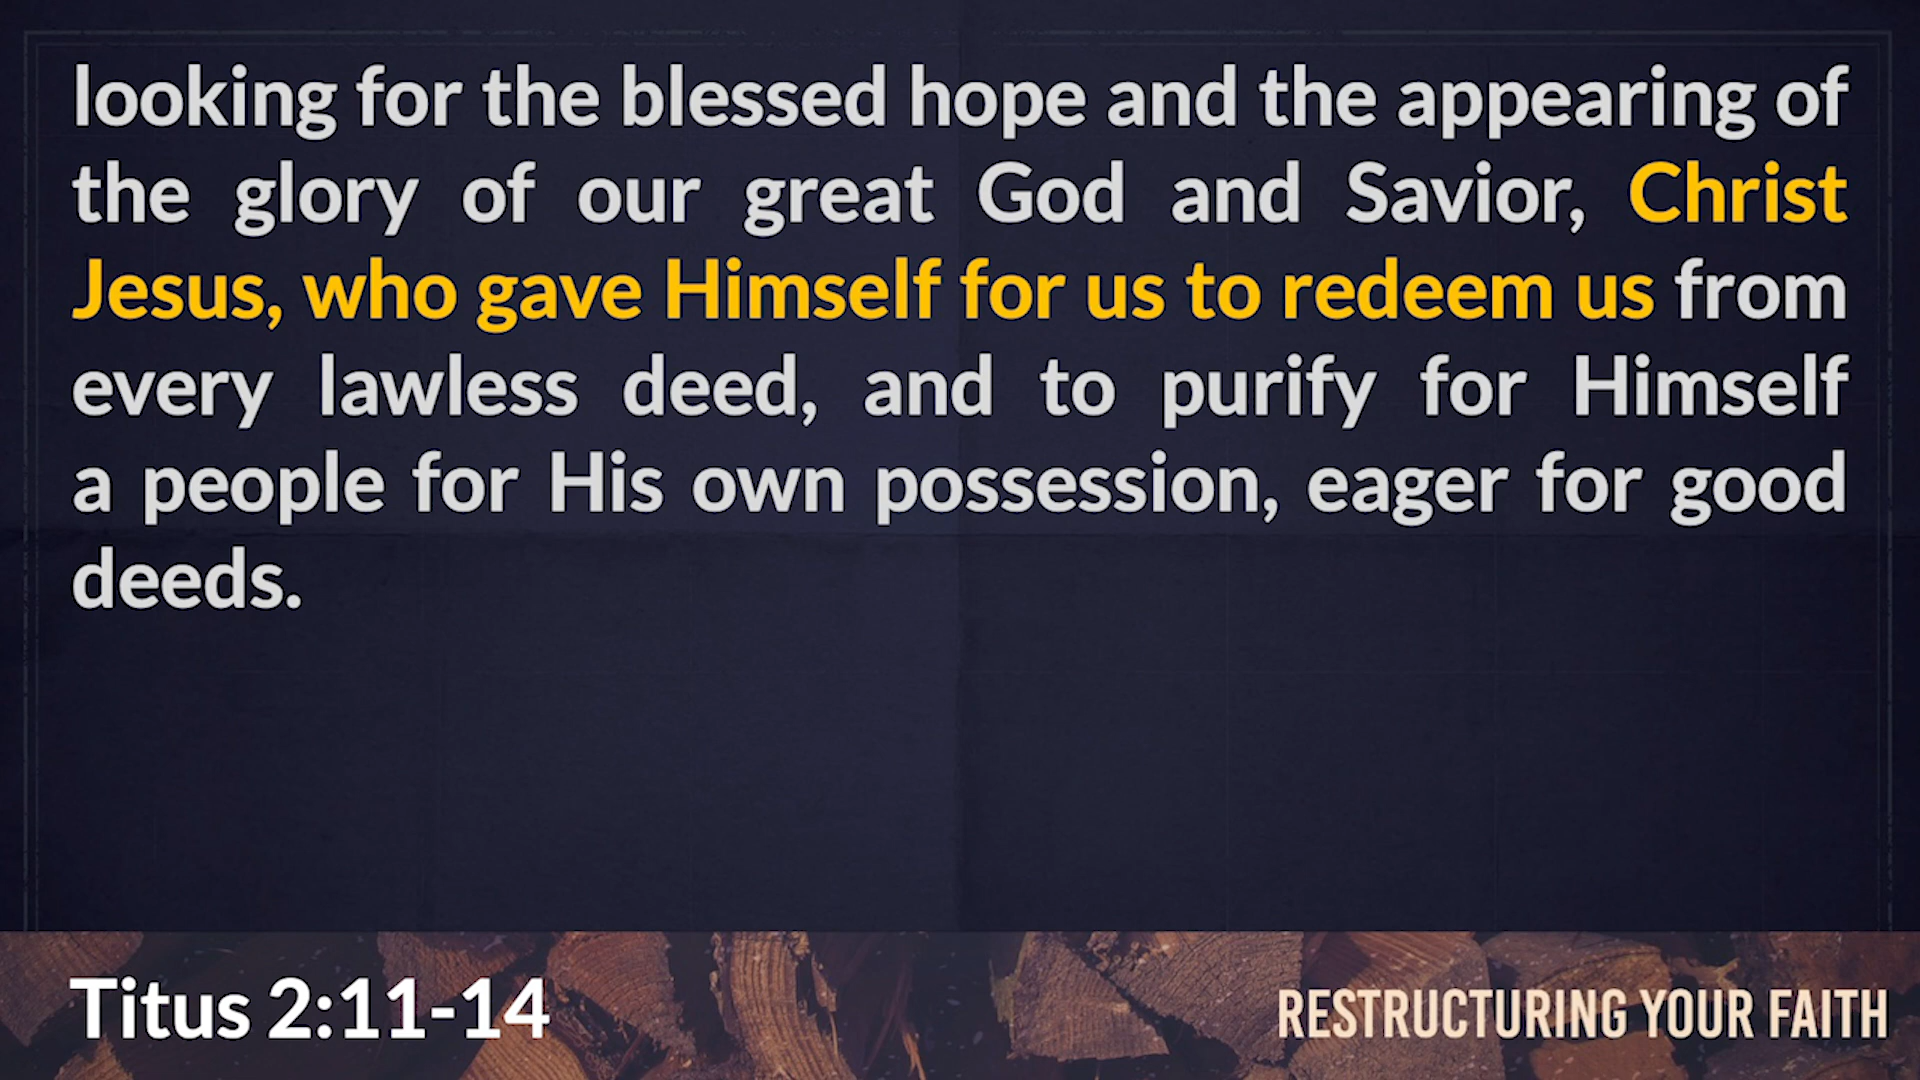 looking for the blessed hope and the appearing of
the glory of our great God and Savior, Christ
Jesus, who gave Himself for us to redeem us from
every lawless deed, and to purify for Himself
a people for His own possession, eager for good
deeds.
Titus 2:11-14
RESTRUCTURING YOUR FAITH